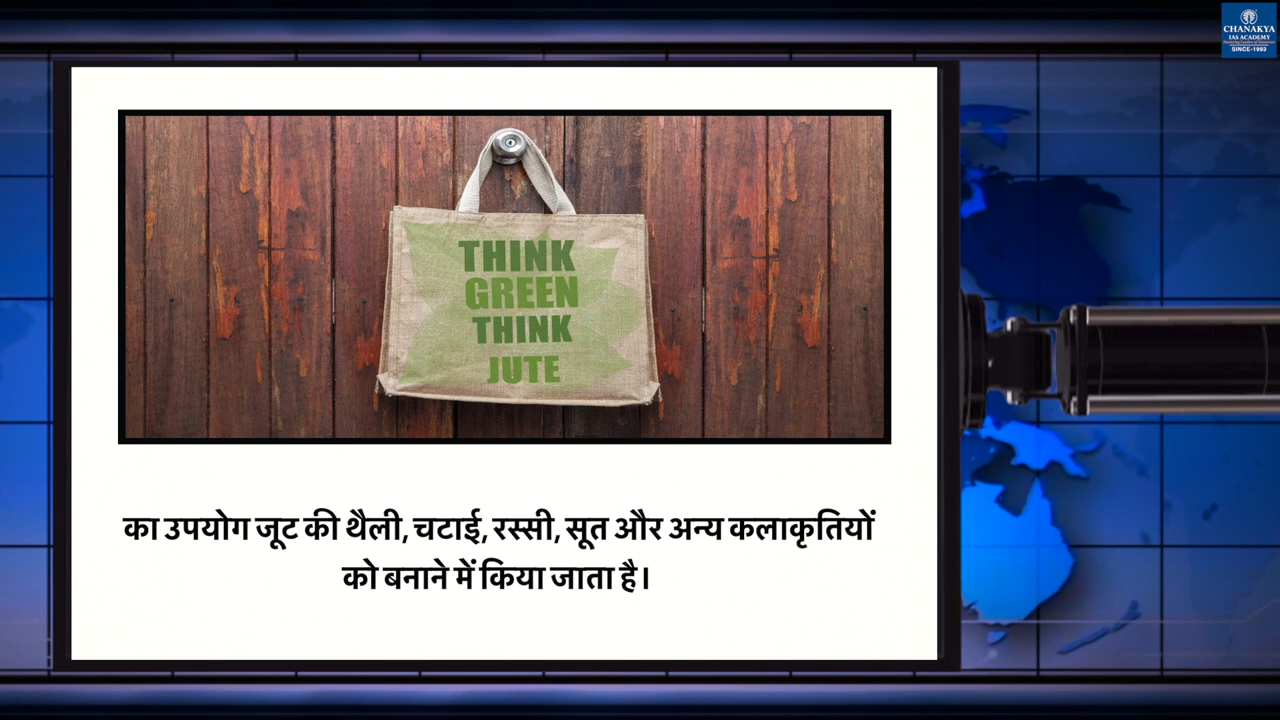 CHANAKYA
IAS ACADEMY
SINCE-1993
THINK
GREEN
THINK
JUTE
का उपयोग जूट की थैली, चटाई, रस्सी, सूत और अन्य कलाकृतियों
को बनाने में किया जाता है।